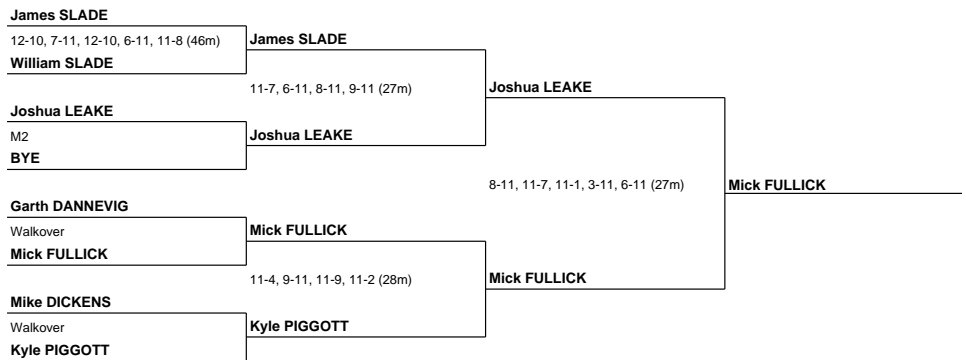 James SLADE
12-10, 7-11, 12-10, 6-11, 11-8 (46m)
William SLADE
James SLADE
11-7, 6-11, 8-11, 9-11 (27m)
Joshua LEAKE
M2
BYE
Joshua LEAKE
Joshua LEAKE
8-11, 11-7, 11-1, 3-11, 6-11 (27m)
Mick FULLICK
Garth DANNEVIG
Walkover
Mick FULLICK
Mick FULLICK
11-4, 9-11, 11-9, 11-2 (28m)
Mick FULLICK
Mike DICKENS
Walkover
Kyle PIGGOTT
Kyle PIGGOTT